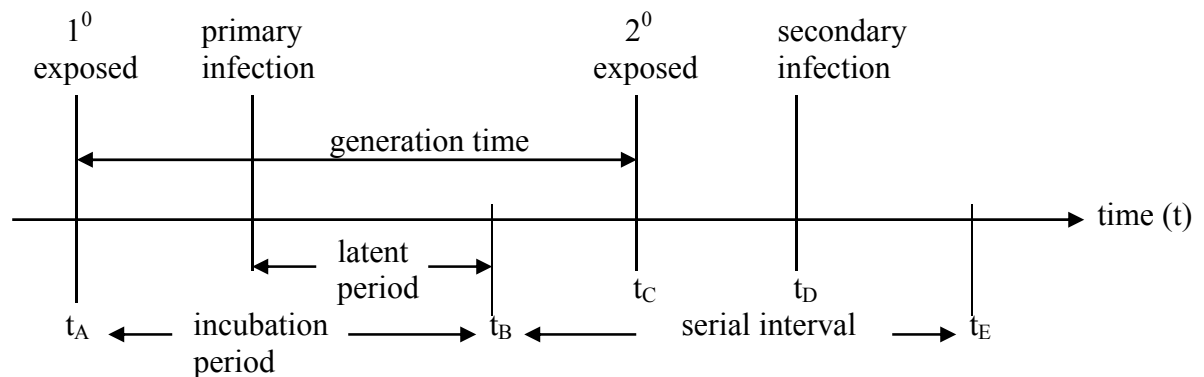 1⁰ exposed
primary infection
2⁰ exposed
secondary infection
generation time
time (t)
latent period
t_C
t_D
t_A
incubation period
t_B
serial interval
t_E